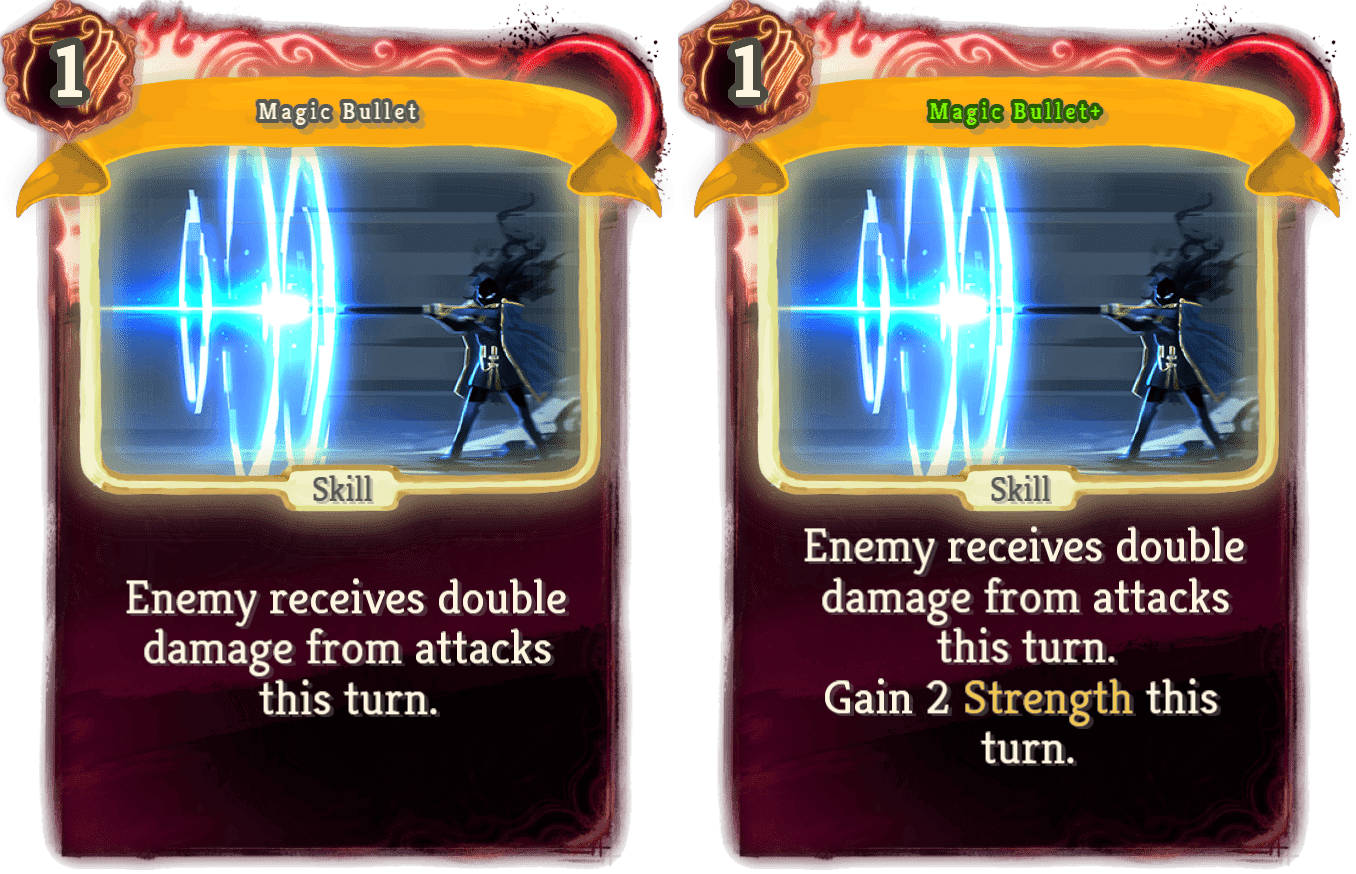 1
Magic Bullet
Skill
Enemy receives double
damage from attacks
this turn.
1
Magic Bullet+
Skill
Enemy receives double
damage from attacks
this turn.
Gain 2 Strength this
turn.